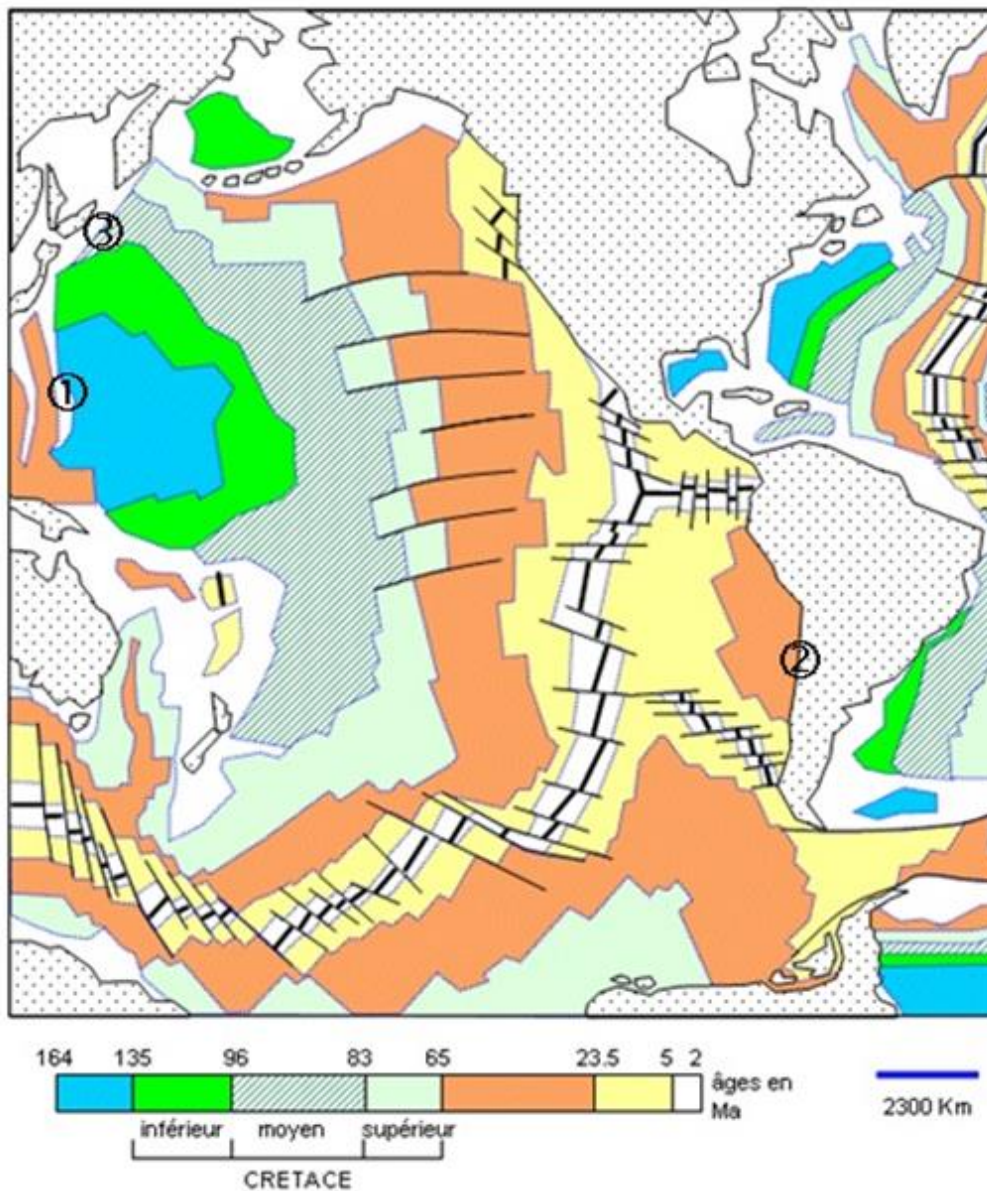 ③
①
②
164 135 96 83 65 23.5 5 2 âges en
Ma
inférieur moyen supérieur
CRETACE
2300 Km